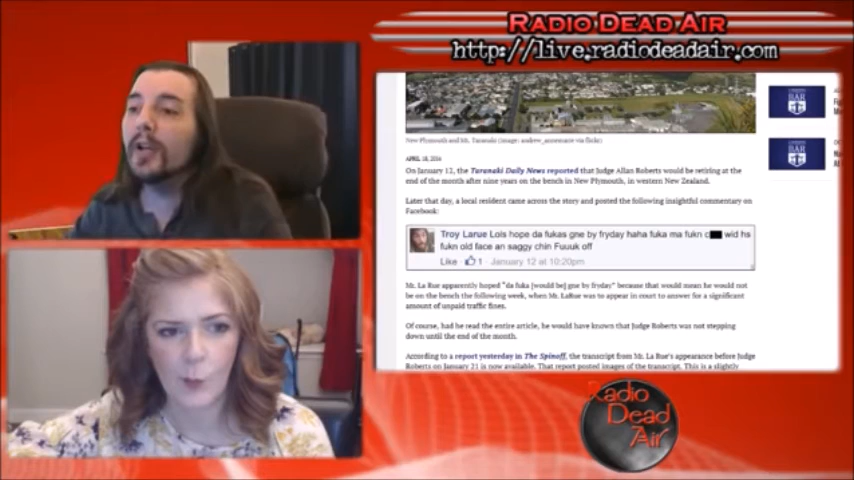 RADIO DEAD AIR
http://live.radiodeadair.com
New Plymouth and Mt. Taranaki (image: andrew_annemarie via flickr)
APRIL 18, 2016
On January 12, the Taranaki Daily News reported that Judge Allan Roberts would be retiring at the
end of the month after nine years on the bench in New Plymouth, in western New Zealand.
Later that day, a local resident came across the story and posted the following insightful commentary on
Facebook:
Troy Larue Lols hope da fukas gne by fryday haha fuka ma fukn c wid hs
fukn old face an saggy chin Fuuuk off
Like · 1 · January 12 at 10:20pm
Mr. La Rue apparently hoped "da fuka [would be] gne by fryday" because that would mean he would not
be on the bench the following week, when Mr. LaRue was to appear in court to answer for a significant
amount of unpaid traffic fines.
Of course, had he read the entire article, he would have known that Judge Roberts was not stepping
down until the end of the month.
According to a report yesterday in The Spinoff, the transcript from Mr. La Rue's appearance before Judge
Roberts on January 21 is now available. That report posted images of the transcript. This is a slightly
BAR
BAR
Radio
Dead
Air